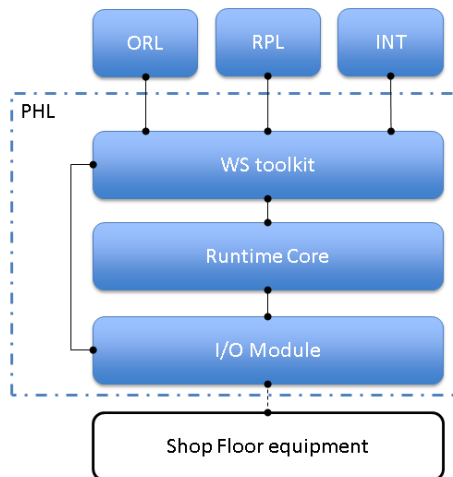 ORL
RPL
INT
PHL
WS toolkit
Runtime Core
I/O Module
Shop Floor equipment